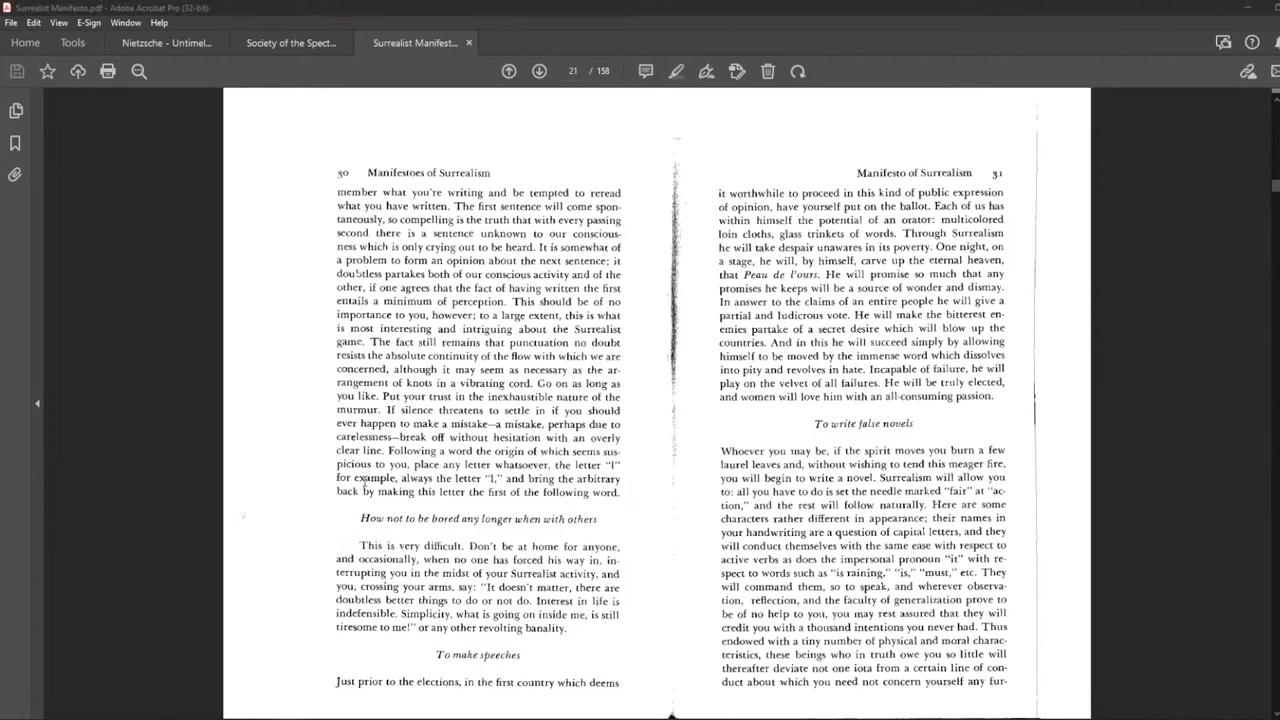 Surrealist Manifesto.pdf - Adobe Acrobat Pro (32-bit)
File Edit View E-Sign Window Help
Home Tools Nietzsche - Untimel... Society of the Spect... Surrealist Manifest... ×
21 / 158
30 Manifestoes of Surrealism
member what you're writing and be tempted to reread
what you have written. The first sentence will come spon-
taneously, so compelling is the truth that with every passing
second there is a sentence unknown to our conscious-
ness which is only crying out to be heard. It is somewhat of
a problem to form an opinion about the next sentence; it
doubtless partakes both of our conscious activity and of the
other, if one agrees that the fact of having written the first
entails a minimum of perception. This should be of no
importance to you, however; to a large extent, this is what
is most interesting and intriguing about the Surrealist
game. The fact still remains that punctuation no doubt
resists the absolute continuity of the flow with which we are
concerned, although it may seem as necessary as the ar-
rangement of knots in a vibrating cord. Go on as long as
you like. Put your trust in the inexhaustible nature of the
murmur. If silence threatens to settle in if you should
ever happen to make a mistake—a mistake, perhaps due to
carelessness—break off without hesitation with an overly
clear line. Following a word the origin of which seems sus-
picious to you, place any letter whatsoever, the letter "l"
for example, always the letter "l," and bring the arbitrary
back by making this letter the first of the following word.
How not to be bored any longer when with others
This is very difficult. Don't be at home for anyone,
and occasionally, when no one has forced his way in, in-
terrupting you in the midst of your Surrealist activity, and
you, crossing your arms, say: "It doesn't matter, there are
doubtless better things to do or not do. Interest in life is
indefensible. Simplicity, what is going on inside me, is still
tiresome to me!" or any other revolting banality.
To make speeches
Just prior to the elections, in the first country which deems
Manifesto of Surrealism 31
it worthwhile to proceed in this kind of public expression
of opinion, have yourself put on the ballot. Each of us has
within himself the potential of an orator: multicolored
loin cloths, glass trinkets of words. Through Surrealism
he will take despair unawares in its poverty. One night, on
a stage, he will, by himself, carve up the eternal heaven,
that Peau de l'ours. He will promise so much that any
promises he keeps will be a source of wonder and dismay.
In answer to the claims of an entire people he will give a
partial and ludicrous vote. He will make the bitterest en-
emies partake of a secret desire which will blow up the
countries. And in this he will succeed simply by allowing
himself to be moved by the immense word which dissolves
into pity and revolves in hate. Incapable of failure, he will
play on the velvet of all failures. He will be truly elected,
and women will love him with an all-consuming passion.
To write false novels
Whoever you may be, if the spirit moves you burn a few
laurel leaves and, without wishing to tend this meager fire,
you will begin to write a novel. Surrealism will allow you
to: all you have to do is set the needle marked "fair" at "ac-
tion," and the rest will follow naturally. Here are some
characters rather different in appearance; their names in
your handwriting are a question of capital letters, and they
will conduct themselves with the same ease with respect to
active verbs as does the impersonal pronoun "it" with re-
spect to words such as "is raining," "is," "must," etc. They
will command them, so to speak, and wherever observa-
tion, reflection, and the faculty of generalization prove to
be of no help to you, you may rest assured that they will
credit you with a thousand intentions you never had. Thus
endowed with a tiny number of physical and moral charac-
teristics, these beings who in truth owe you so little will
thereafter deviate not one iota from a certain line of con-
duct about which you need not concern yourself any fur-